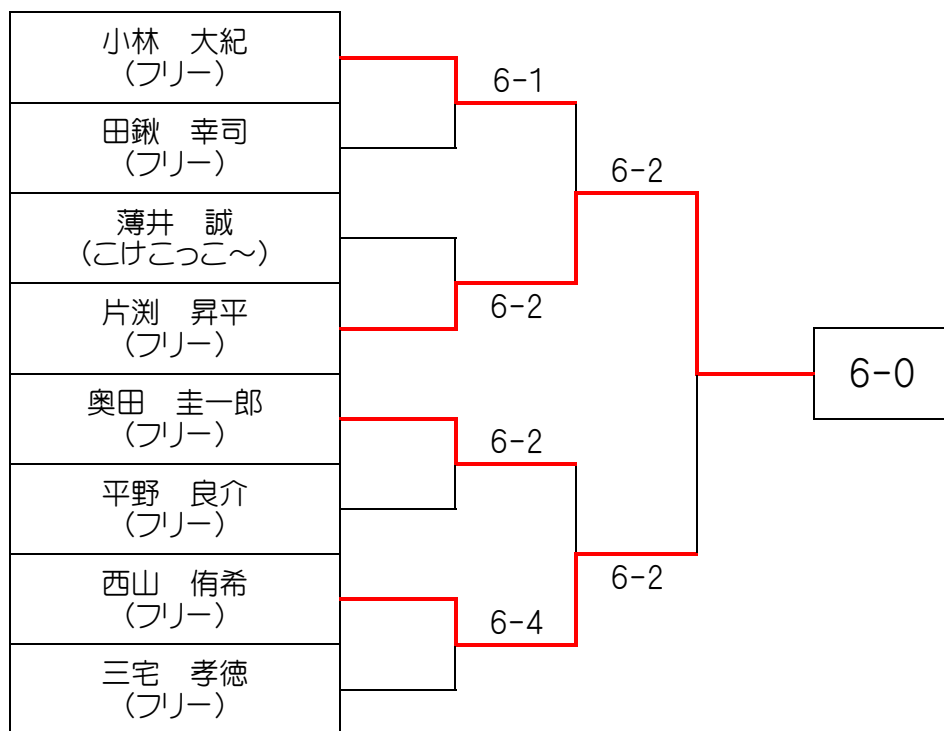 小林　大紀
(フリー)
6-1
田鍬　幸司
(フリー)
6-2
薄井　誠
(こけこっこ～)
6-2
片渕　昇平
(フリー)
6-0
奥田　圭一郎
(フリー)
6-2
平野　良介
(フリー)
6-2
西山　侑希
(フリー)
6-4
三宅　孝徳
(フリー)